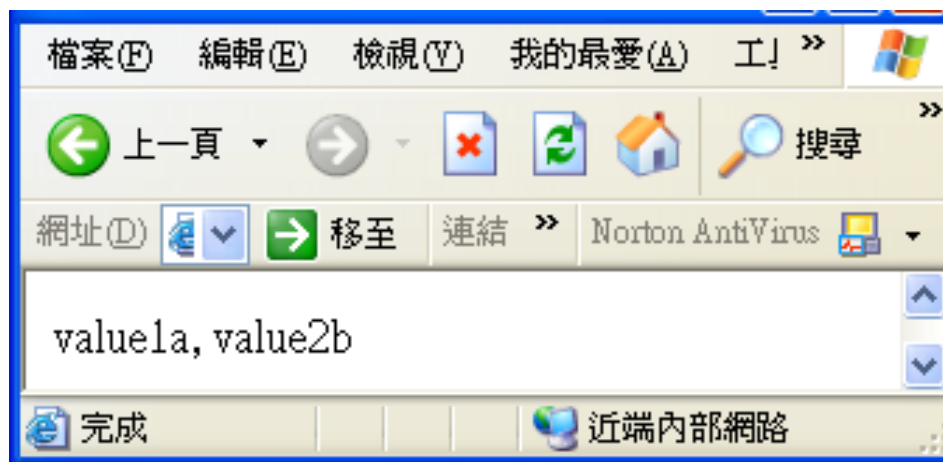 檔案(F) 編輯(E) 檢視(V) 我的最愛(A) »
上一頁 搜尋 »
網址(D) 移至 連結 » Norton AntiVirus
value1a, value2b
完成 近端內部網路